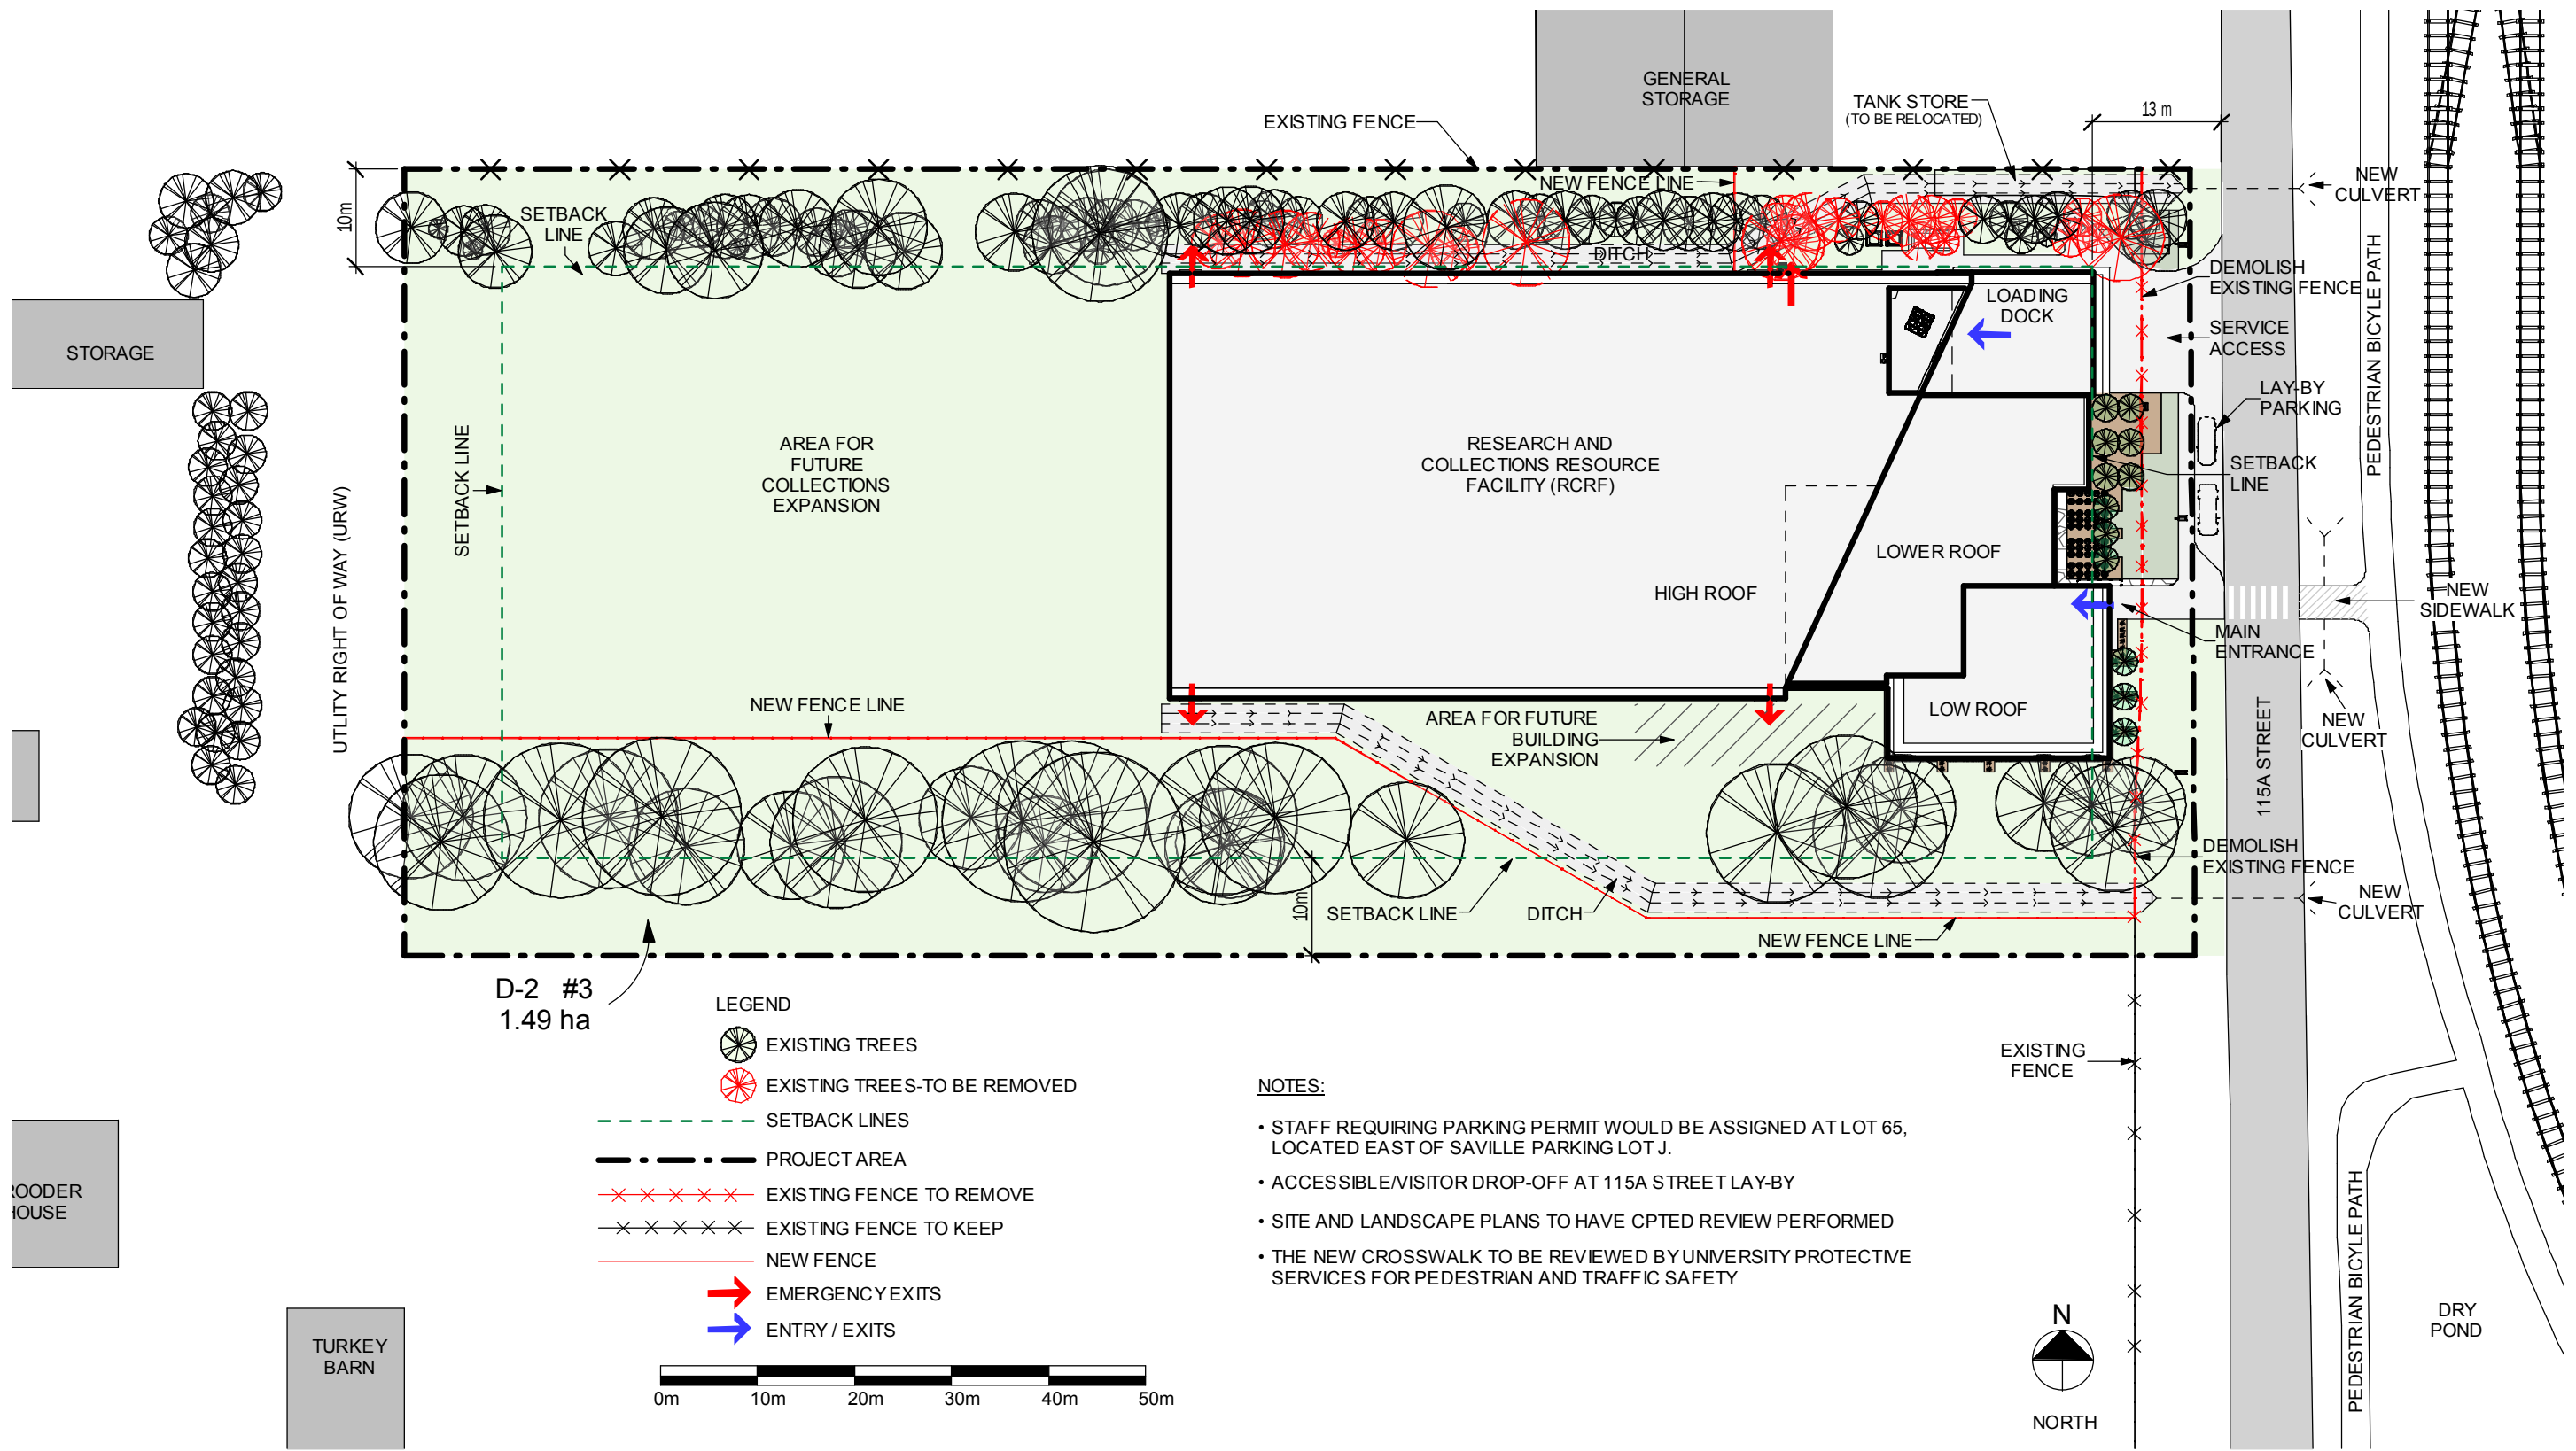 GENERAL
STORAGE
TANK STORE
(TO BE RELOCATED)
13 m
EXISTING FENCE
NEW FENCE LINE
NEW
CULVERT
10m
SETBACK
LINE
DITCH
DEMOLISH
EXISTING FENCE
PEDESTRIAN BICYLE PATH
LOADING
DOCK
SERVICE
ACCESS
STORAGE
LAY-BY
PARKING
SETBACK LINE
AREA FOR
FUTURE
COLLECTIONS
EXPANSION
RESEARCH AND
COLLECTIONS RESOURCE
FACILITY (RCRF)
SETBACK
LINE
UTLITY RIGHT OF WAY (URW)
LOWER ROOF
HIGH ROOF
NEW
SIDEWALK
MAIN
ENTRANCE
NEW FENCE LINE
AREA FOR FUTURE
BUILDING
EXPANSION
LOW ROOF
115A STREET
NEW
CULVERT
DEMOLISH
EXISTING FENCE
10m
SETBACK LINE
DITCH
NEW
CULVERT
NEW FENCE LINE
D-2 #3
1.49 ha
LEGEND
EXISTING TREES
EXISTING TREES-TO BE REMOVED
SETBACK LINES
PROJECT AREA
EXISTING FENCE TO REMOVE
EXISTING FENCE TO KEEP
NEW FENCE
EMERGENCY EXITS
ENTRY / EXITS
0m 10m 20m 30m 40m 50m
NOTES:
• STAFF REQUIRING PARKING PERMIT WOULD BE ASSIGNED AT LOT 65,
LOCATED EAST OF SAVILLE PARKING LOT J.
• ACCESSIBLE/VISITOR DROP-OFF AT 115A STREET LAY-BY
• SITE AND LANDSCAPE PLANS TO HAVE CPTED REVIEW PERFORMED
• THE NEW CROSSWALK TO BE REVIEWED BY UNIVERSITY PROTECTIVE
SERVICES FOR PEDESTRIAN AND TRAFFIC SAFETY
EXISTING
FENCE
ROODER
HOUSE
TURKEY
BARN
N
NORTH
PEDESTRIAN BICYLE PATH
DRY
POND